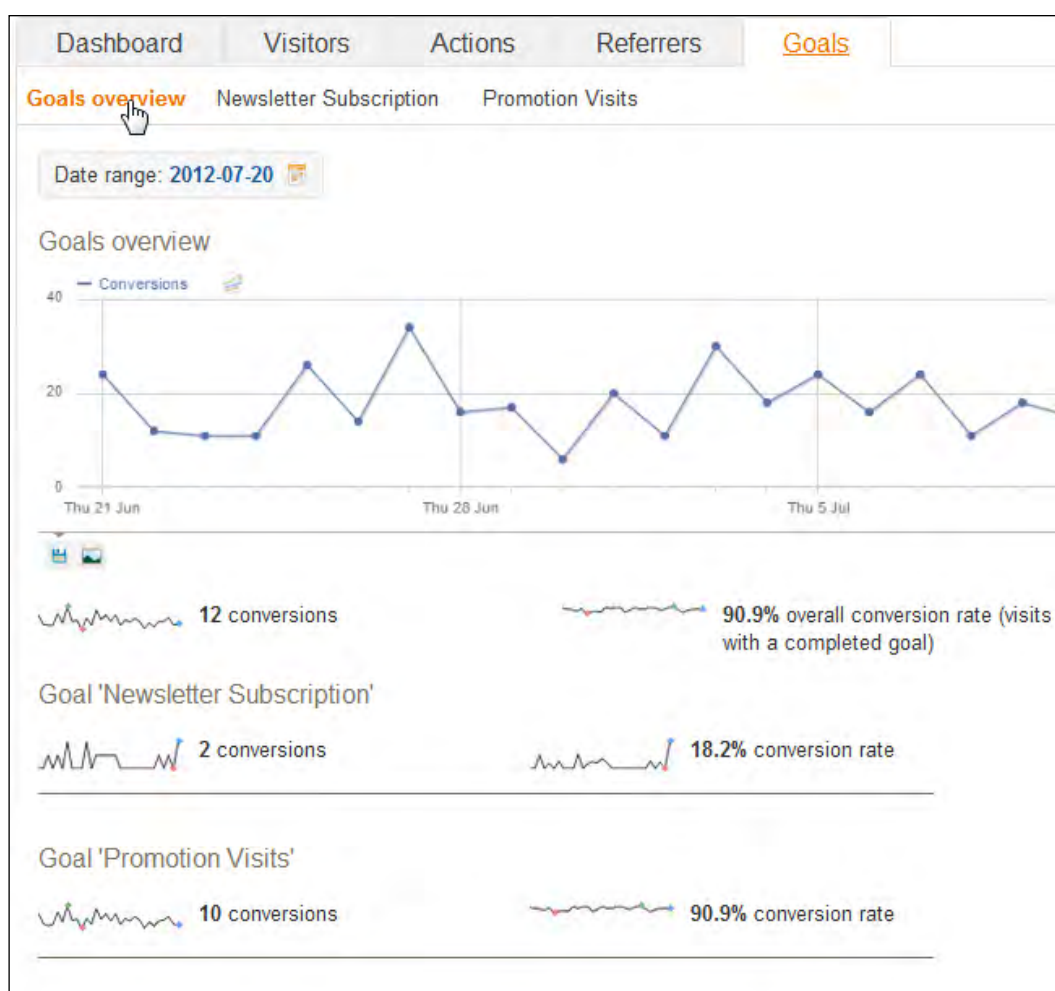 Dashboard Visitors Actions Referrers Goals
Goals overview Newsletter Subscription Promotion Visits
Date range: 2012-07-20
Goals overview
Conversions
40
20
0
Thu 21 Jun Thu 28 Jun Thu 5 Jul
12 conversions 90.9% overall conversion rate (visits
with a completed goal)
Goal 'Newsletter Subscription'
2 conversions 18.2% conversion rate
Goal 'Promotion Visits'
10 conversions 90.9% conversion rate